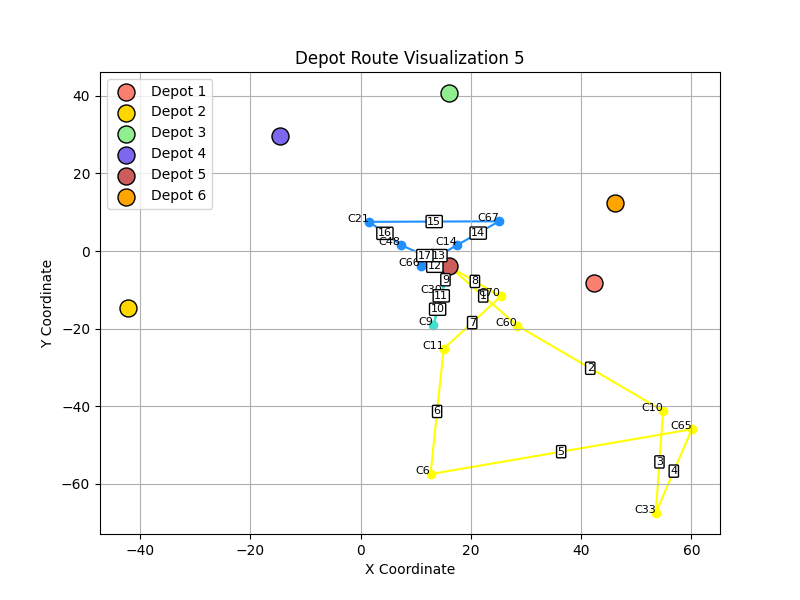 Depot Route Visualization 5
Depot 1
Depot 2
Depot 3
Depot 4
Depot 5
Depot 6
40
20
0
−20
−40
−60
−40
−20
0
20
40
60
X Coordinate
Y Coordinate
C21
15
C67
16
14
C48
C14
17
13
C66
12
9
8
11
1
C70
10
C9
7
C60
C11
2
6
C10
C65
5
3
4
C6
C33